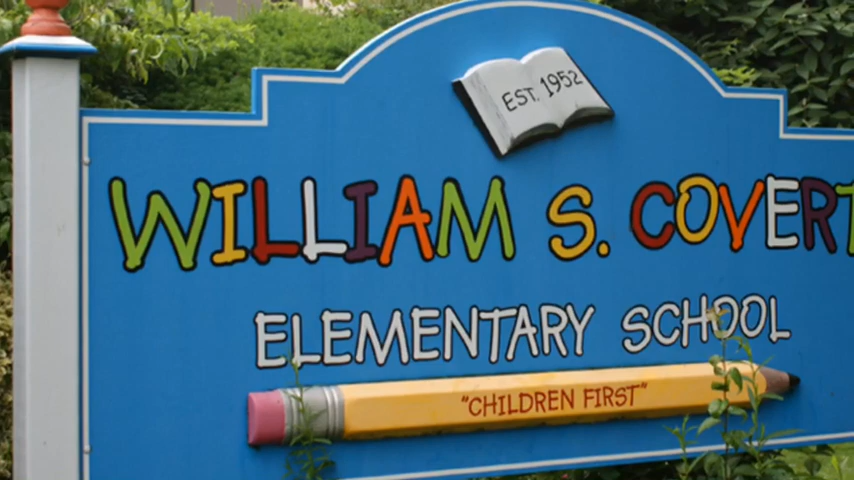 EST. 1952
WILLIAM S. COVERT
ELEMENTARY SCHOOL
"CHILDREN FIRST"